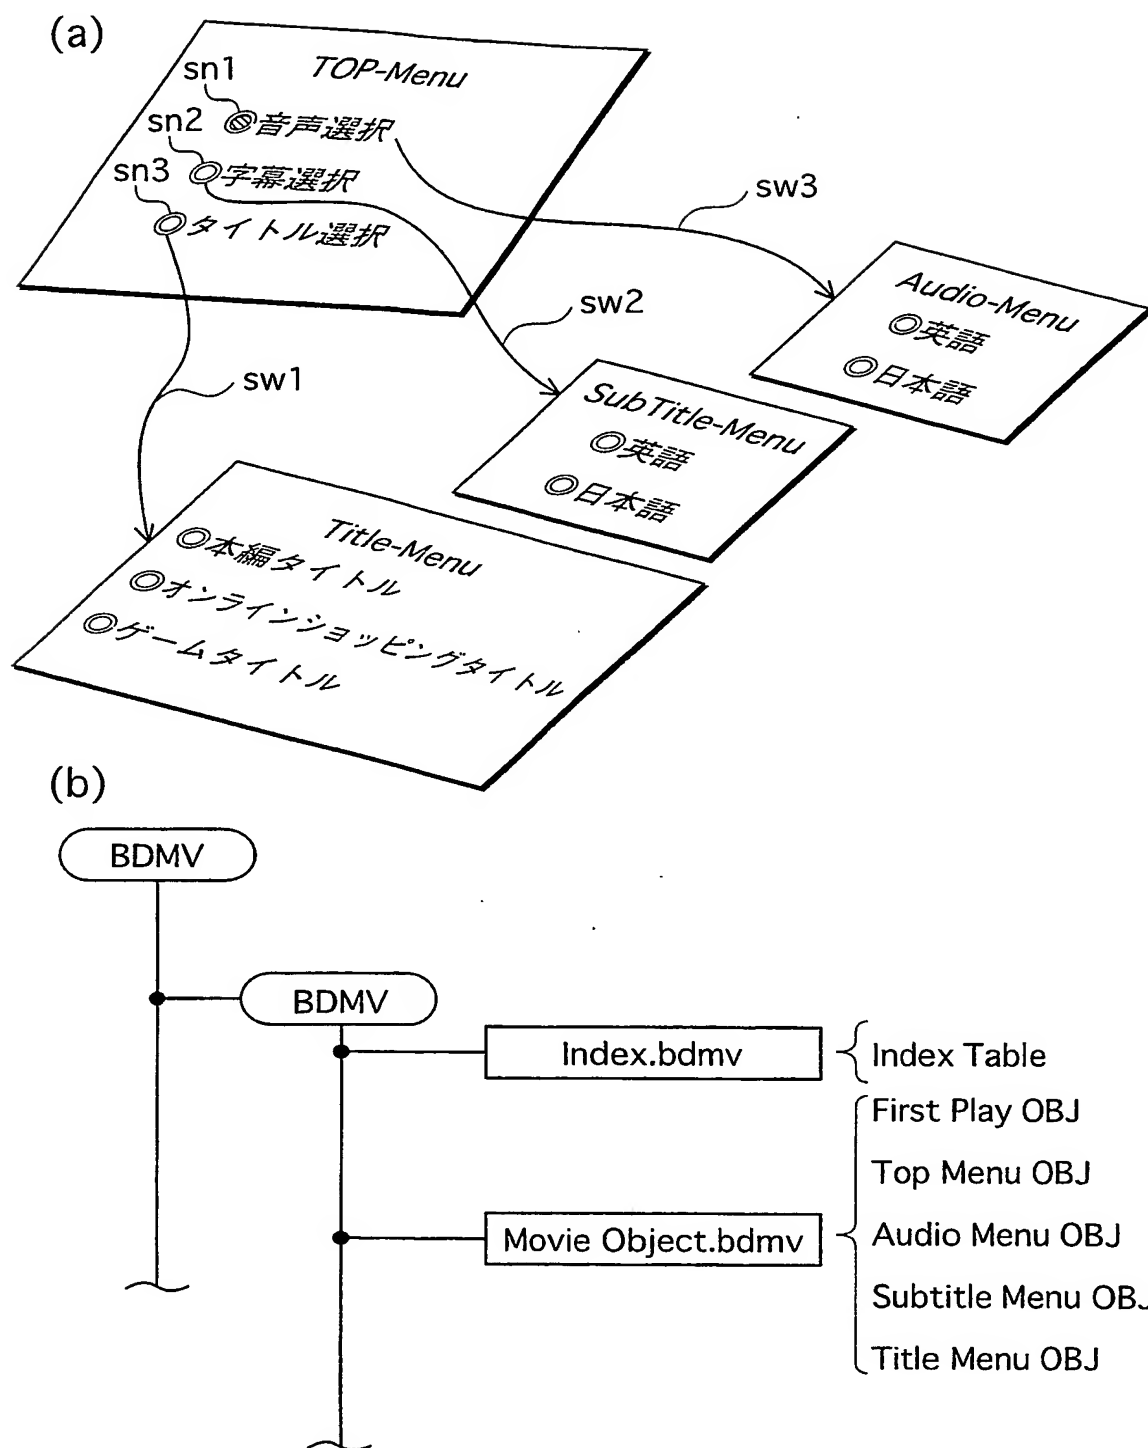 (a)
TOP-Menu
sn1
音声選択
sn2
字幕選択
sn3
タイトル選択
sw3
sw2
sw1
Audio-Menu
英語
日本語
SubTitle-Menu
英語
日本語
Title-Menu
本編タイトル
オンラインショッピングタイトル
ゲームタイトル
(b)
BDMV
BDMV
Index.bdmv
Index Table
First Play OBJ
Top Menu OBJ
Movie Object.bdmv
Audio Menu OBJ
Subtitle Menu OBJ
Title Menu OBJ